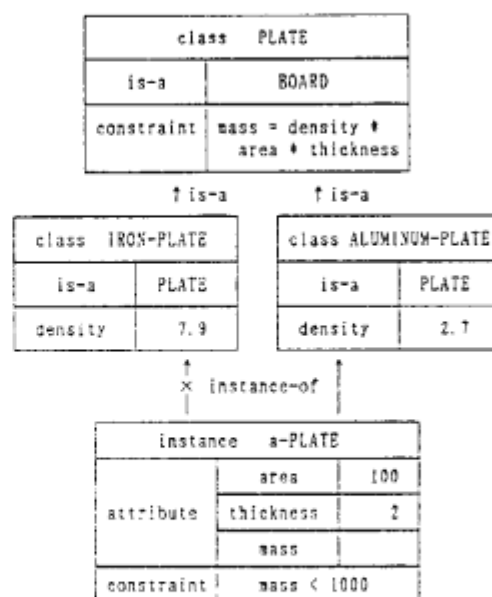 class PLATE
is-a BOARD
constraint mass = density *
area * thickness
↑ is-a ↑ is-a
class IRON-PLATE class ALUMINUM-PLATE
is-a PLATE is-a PLATE
density 7.9 density 2.7
× instance-of
instance a-PLATE
attribute area 100
thickness 2
mass
constraint mass < 1000